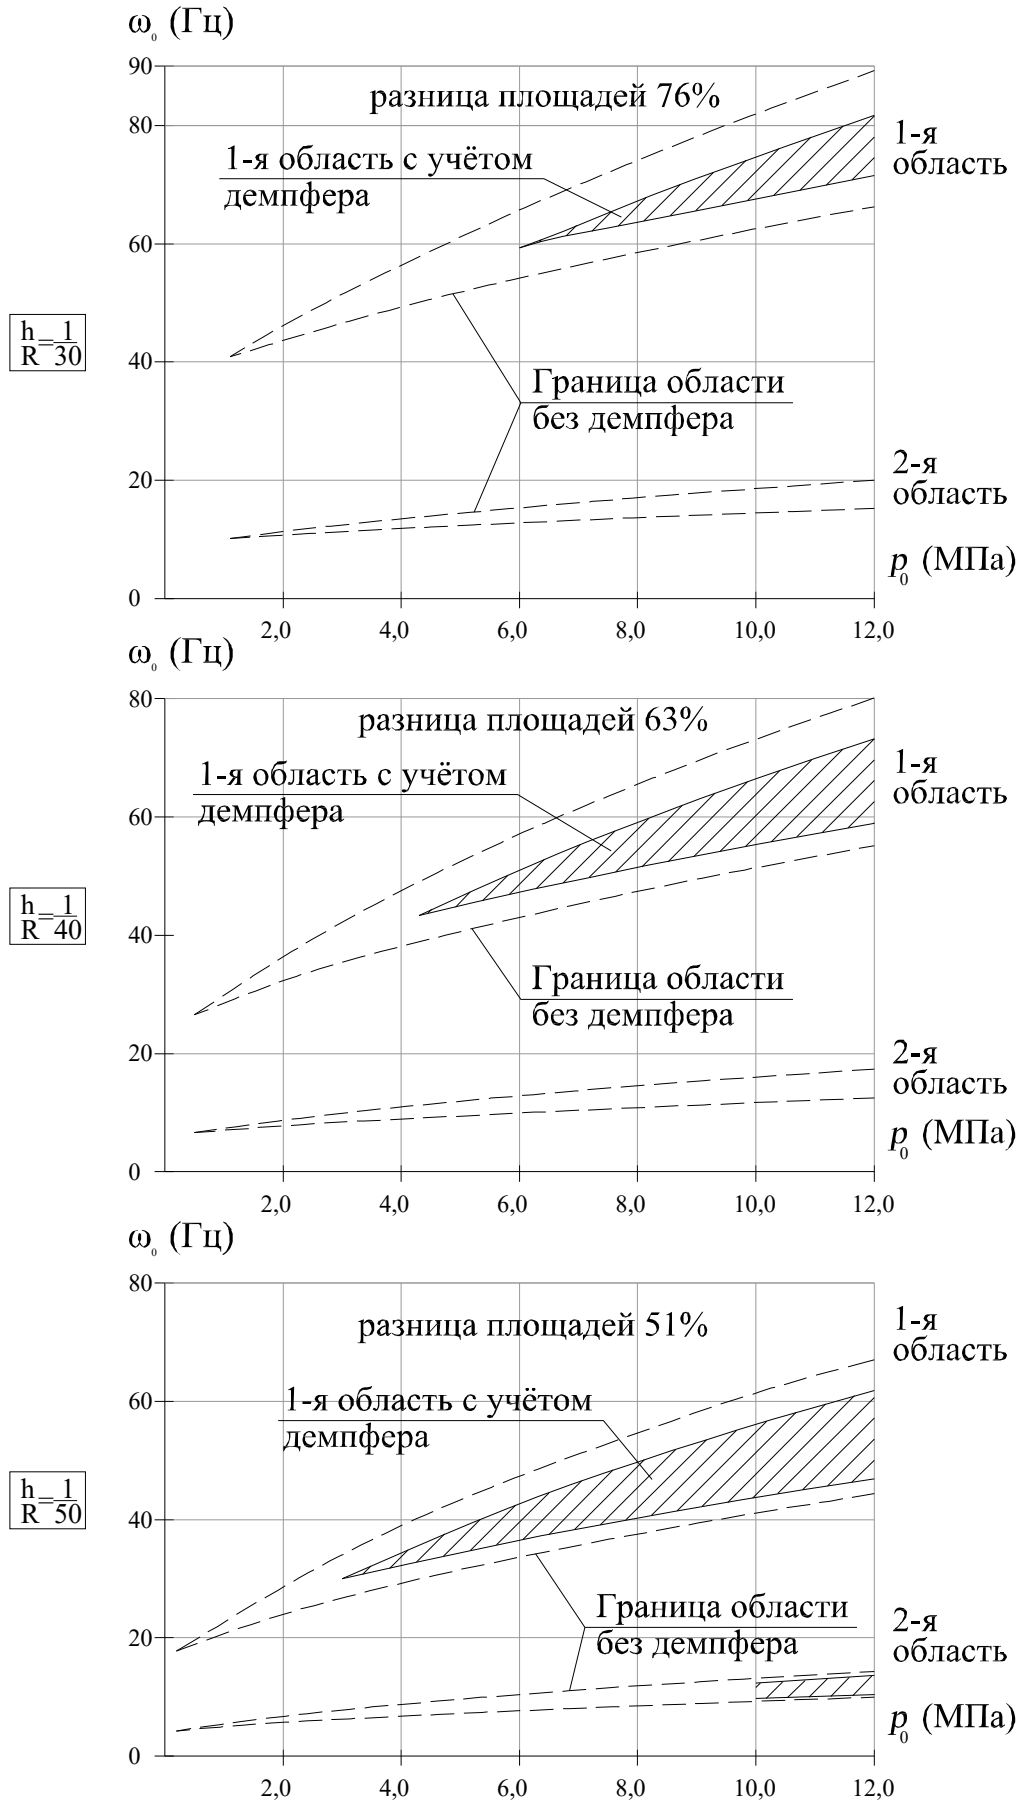 ω₀ (Гц)
90
разница площадей 76%
80
1-я
область
1-я область с учётом
демпфера
60
h/R=1/30
40
Граница области
без демпфера
20
2-я
область
p₀ (МПа)
0
2,0 4,0 6,0 8,0 10,0 12,0
ω₀ (Гц)
80
разница площадей 63%
1-я
область
1-я область с учётом
демпфера
60
h/R=1/40
40
Граница области
без демпфера
20
2-я
область
p₀ (МПа)
0
2,0 4,0 6,0 8,0 10,0 12,0
ω₀ (Гц)
80
разница площадей 51%
1-я
область
60
1-я область с учётом
демпфера
h/R=1/50
40
Граница области
без демпфера
20
2-я
область
p₀ (МПа)
0
2,0 4,0 6,0 8,0 10,0 12,0